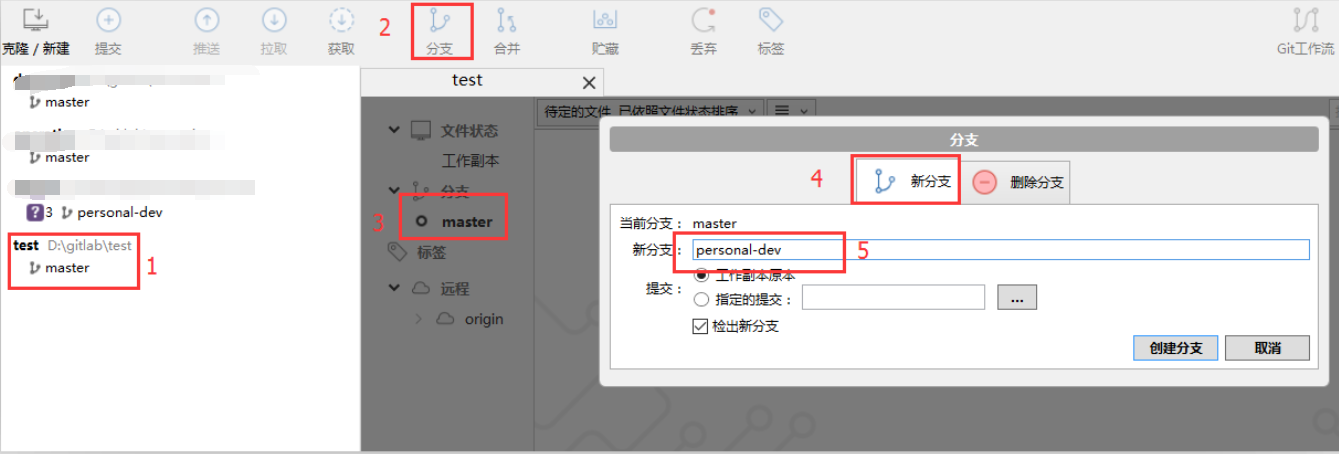 克隆 / 新建 提交 推送 拉取 获取 2 分支 合并 贮藏 丢弃 标签 Git工作流
master
master
?3 personal-dev
test D:\gitlab\test
master
1
test
待定的文件, 已依照文件状态排序
文件状态
工作副本
分支
3 master
标签
远程
origin
分支
4 新分支 删除分支
当前分支： master
新分支： personal-dev 5
提交： 工作副本原本
指定的提交： ...
检出新分支
创建分支 取消